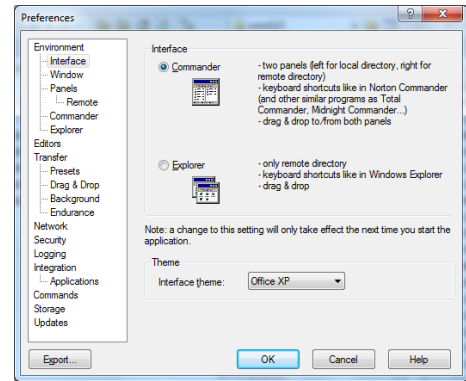 Preferences
Environment
Interface
Window
Panels
Remote
Commander
Explorer
Editors
Transfer
Presets
Drag & Drop
Background
Endurance
Network
Security
Logging
Integration
Applications
Commands
Storage
Updates
Interface
Commander
- two panels (left for local directory, right for
remote directory)
- keyboard shortcuts like in Norton Commander
(and other similar programs as Total
Commander, Midnight Commander...)
- drag & drop to/from both panels
Explorer
- only remote directory
- keyboard shortcuts like in Windows Explorer
- drag & drop
Note: a change to this setting will only take effect the next time you start the
application.
Theme
Interface theme: Office XP
Export... OK Cancel Help